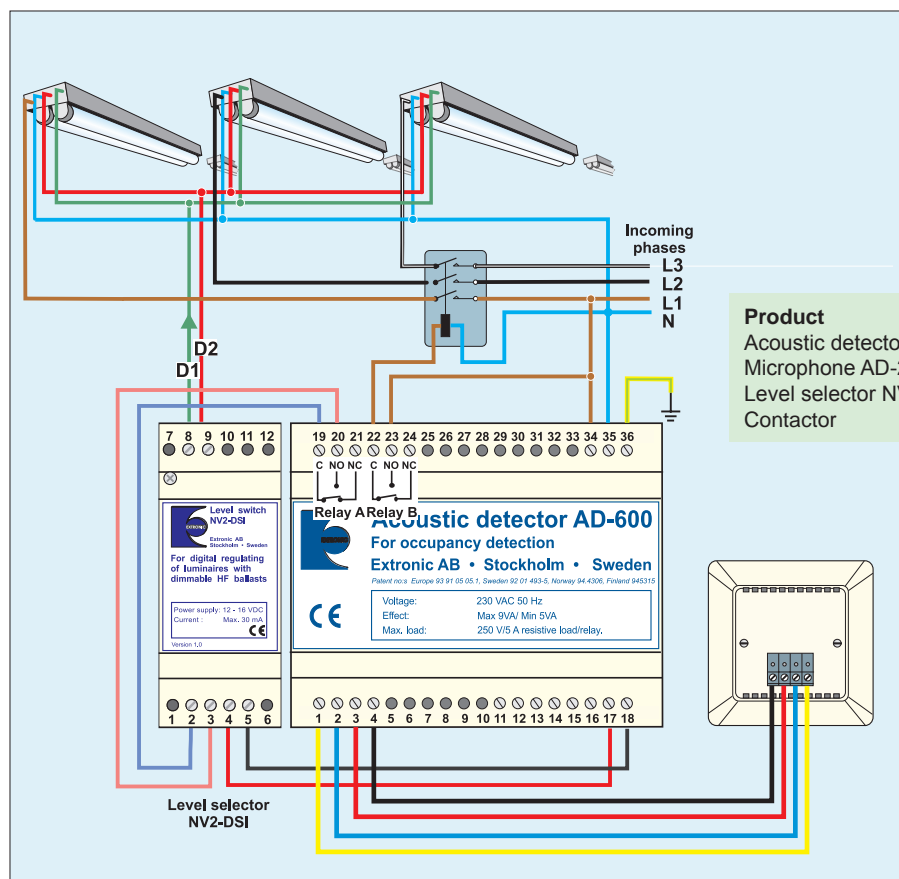 Incoming
phases
L3
L2
L1
N
Product
Acoustic detecto
Microphone AD-2
Level selector NV
Contactor
D2
D1
7 8 9 10 11 12
19 20 21 22 23 24 25 26 27 28 29 30 31 32 33 34 35 36
C NO NC C NO NC
Relay A Relay B
Level switch
NV2-DSI
Extronic AB
Stockholm • Sweden
For digital regulating
of luminaires with
dimmable HF ballasts
Power supply: 12 - 16 VDC
Current : Max. 30 mA
CE
Version 1,0
Acoustic detector AD-600
For occupancy detection
Extronic AB • Stockholm • Sweden
Patent no:s Europe 93 91 05 05.1, Sweden 92 01 493-5, Norway 94.4306, Finland 945315
CE
Voltage: 230 VAC 50 Hz
Effect: Max 9VA/ Min 5VA
Max. load: 250 V/5 A resistive load/relay.
1 2 3 4 5 6
1 2 3 4 5 6 7 8 9 10 11 12 13 14 15 16 17 18
Level selector
NV2-DSI